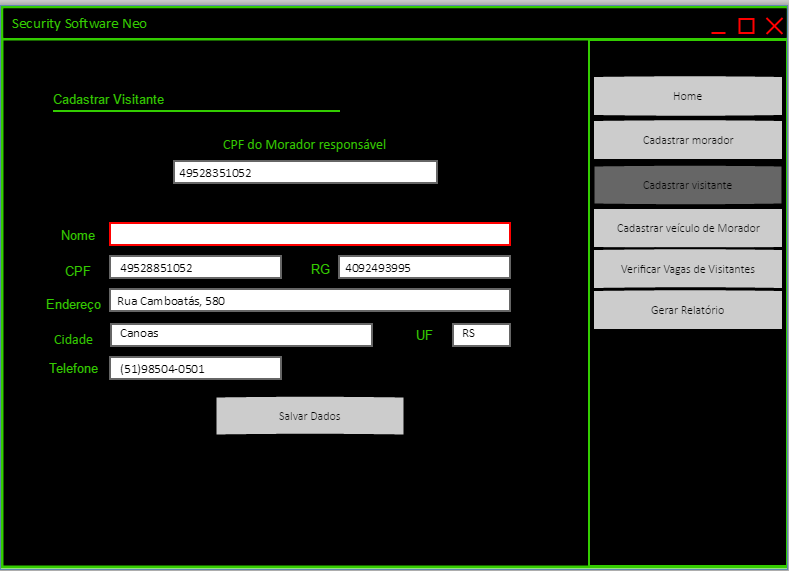 Security Software Neo
Cadastrar Visitante
CPF do Morador responsável
49528351052
Nome
CPF 49528851052 RG 4092493995
Endereço Rua Camboatás, 580
Cidade Canoas UF RS
Telefone (51)98504-0501
Salvar Dados
Home
Cadastrar morador
Cadastrar visitante
Cadastrar veículo de Morador
Verificar Vagas de Visitantes
Gerar Relatório